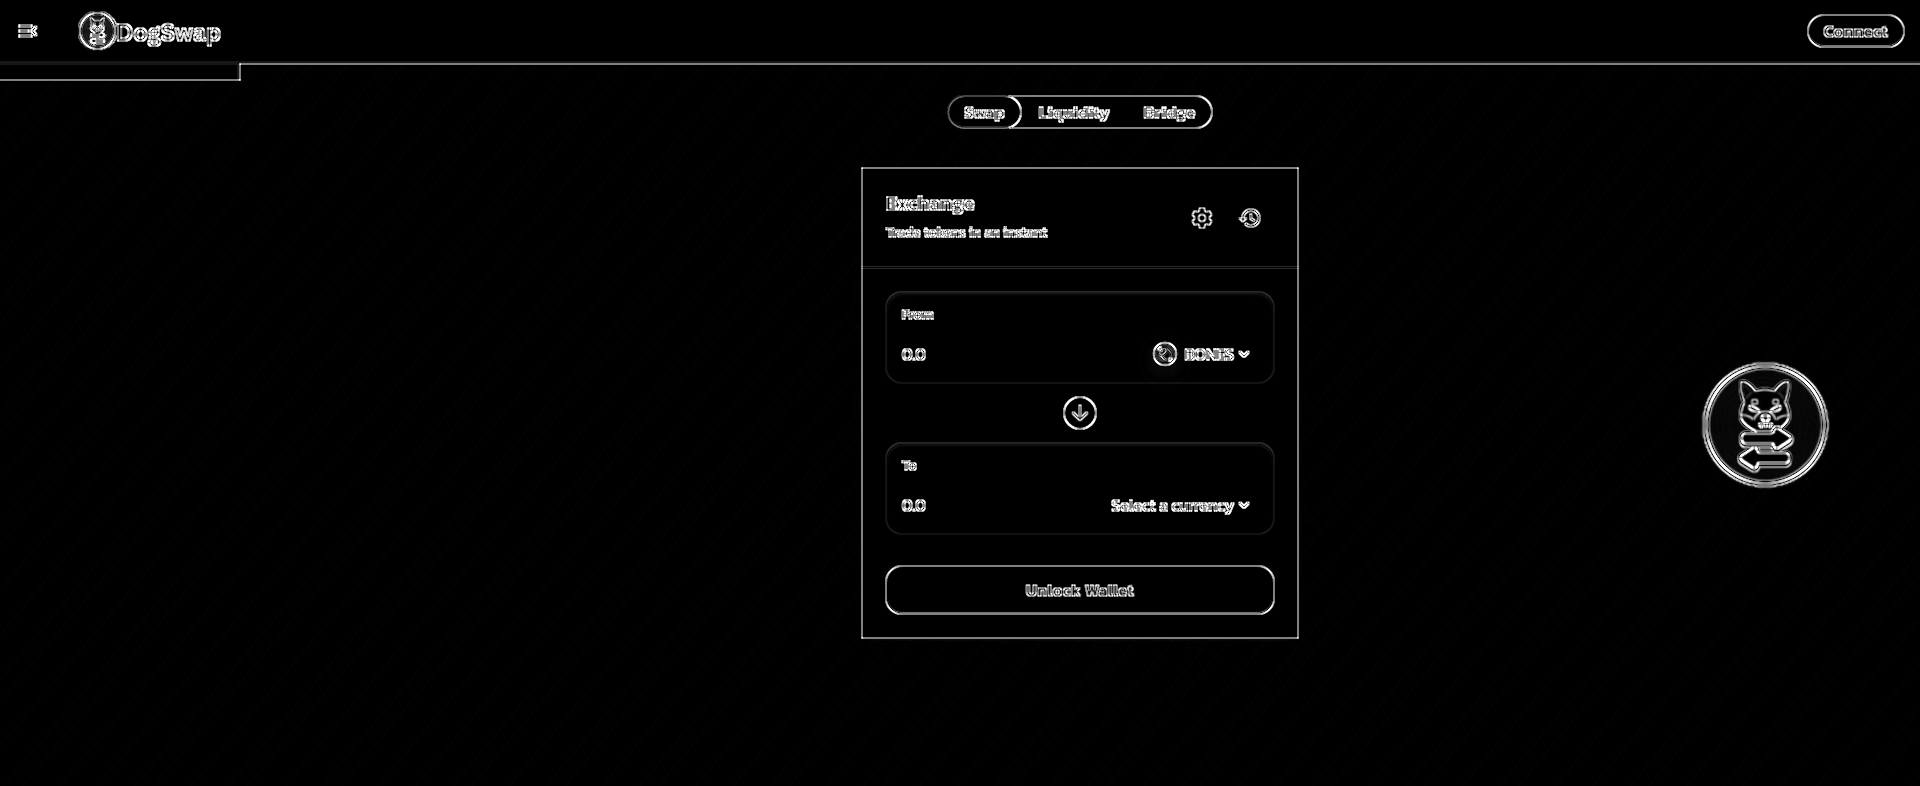 DogSwap
Connect
Swap Liquidity Bridge
Exchange
Trade tokens in an instant
From
0.0 BONES
To
0.0 Select a currency
Unlock Wallet